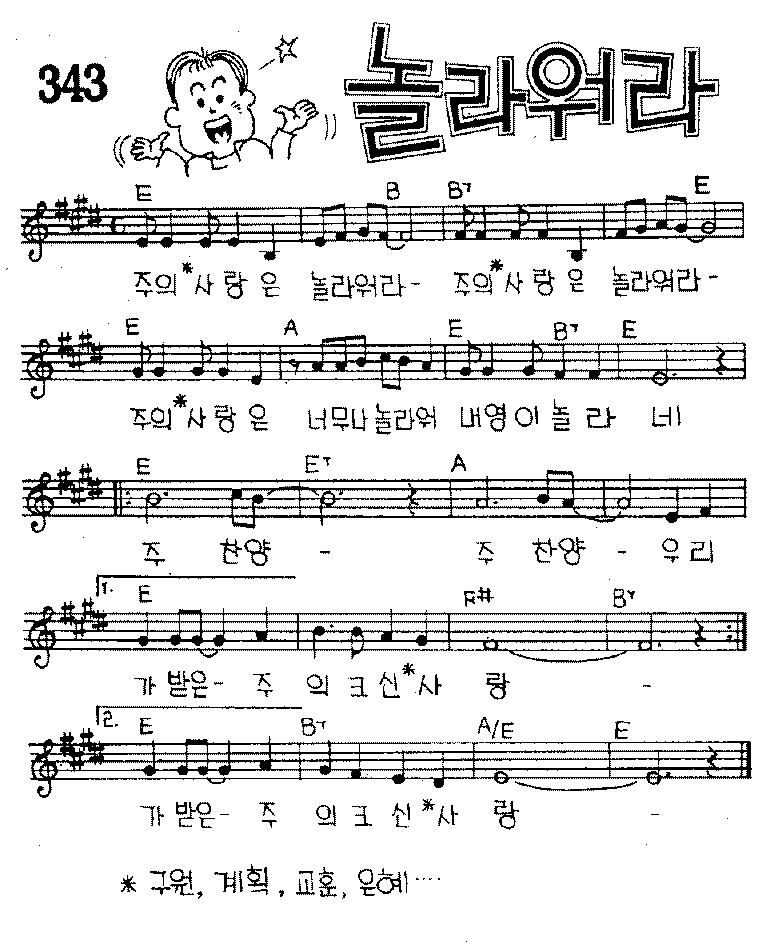 343 놀라워라
E B B7 E
주의*사 랑 은 놀라워라- 주의*사 랑 은 놀라워라-
E A E B7 E
주의*사 랑 은 너무나놀라워 내영이놀 라 네
E E7 A
주 찬양 - 주 찬양 - 우리
1. E F# B7
가 받은- 주 의 크 신*사 랑 -
2. E B7 A/E E
가 받은- 주 의 크 신 *사 랑 -
* 구원, 계획, 교훈, 은혜····